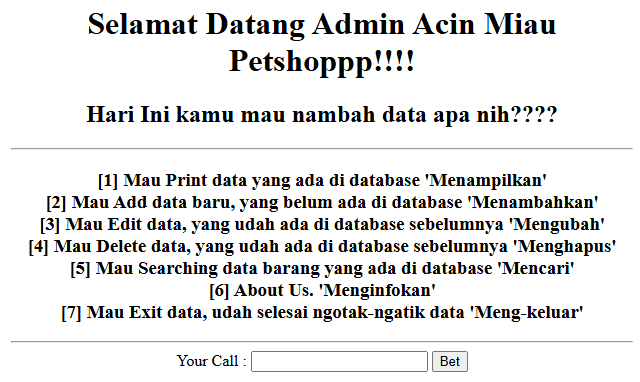 Selamat Datang Admin Acin Miau
Petshoppp!!!!
Hari Ini kamu mau nambah data apa nih????
[1] Mau Print data yang ada di database 'Menampilkan'
[2] Mau Add data baru, yang belum ada di database 'Menambahkan'
[3] Mau Edit data, yang udah ada di database sebelumnya 'Mengubah'
[4] Mau Delete data, yang udah ada di database sebelumnya 'Menghapus'
[5] Mau Searching data barang yang ada di database 'Mencari'
[6] About Us. 'Menginfokan'
[7] Mau Exit data, udah selesai ngotak-ngatik data 'Meng-keluar'
Your Call : Bet